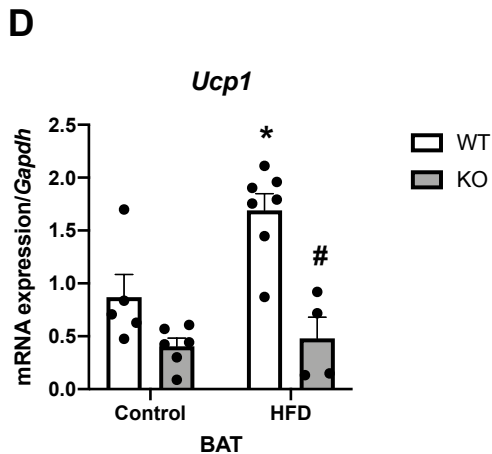 D
Ucp1
mRNA expression/Gapdh
2.5
2.0
1.5
1.0
0.5
0.0
*
#
WT
KO
Control HFD
BAT